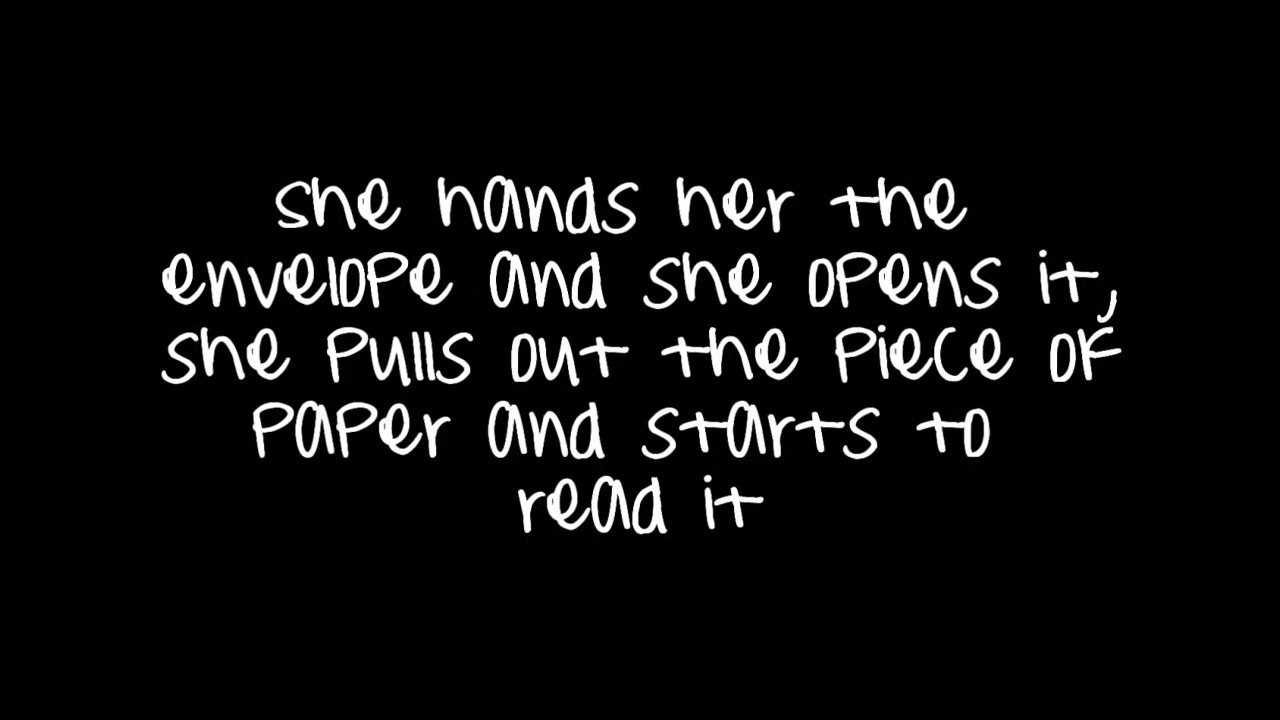 she hands her the
envelope and she opens it,
she pulls out the piece of
paper and starts to
read it